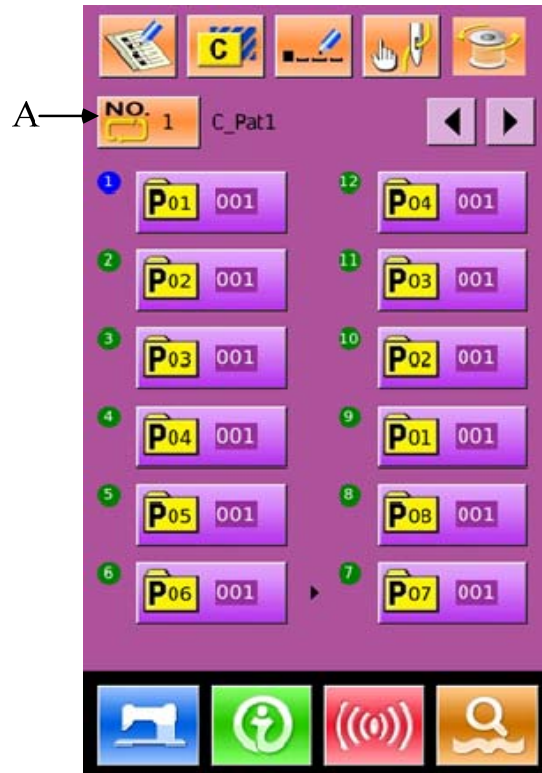 C
A
NO. 1 C_Pat1
1 P01 001 12 P04 001
2 P02 001 11 P03 001
3 P03 001 10 P02 001
4 P04 001 9 P01 001
5 P05 001 8 P08 001
6 P06 001 7 P07 001